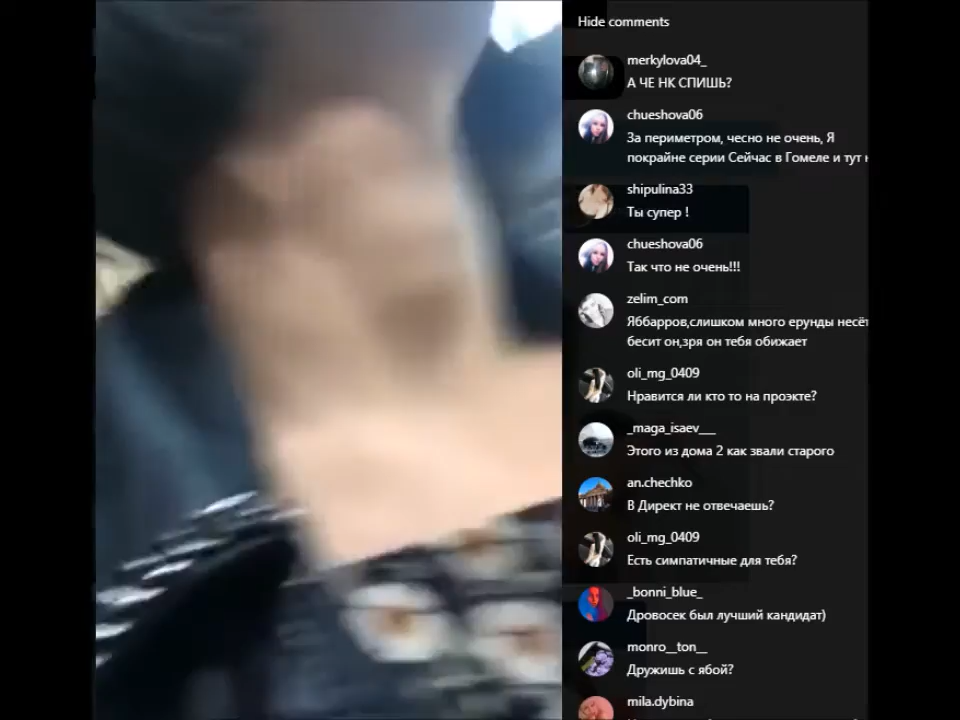 Hide comments
merkylova04_
А ЧЕ НК СПИШЬ?
chueshova06
За периметром, чесно не очень, Я
покрайне серии Сейчас в Гомеле и тут
shipulina33
Ты супер !
chueshova06
Так что не очень!!!
zelim_com
Яббарров,слишком много ерунды несёт
бесит он,зря он тебя обижает
oli_mg_0409
Нравится ли кто то на проэкте?
_maga_isaev___
Этого из дома 2 как звали старого
an.chechko
В Директ не отвечаешь?
oli_mg_0409
Есть симпатичные для тебя?
_bonni_blue_
Дровосек был лучший кандидат)
monro__ton__
Дружишь с ябой?
mila.dybina